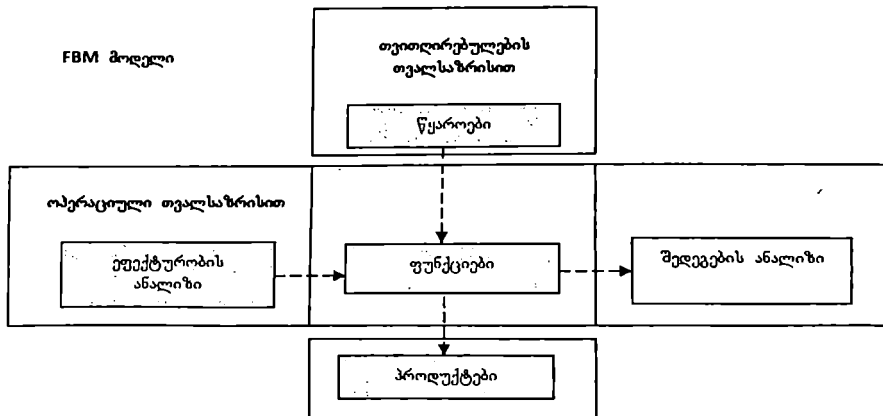 FBM მოდელი
თვითღირებულების
თვალსაზრისით
წყაროები
ოპერაციული თვალსაზრისით
ეფექტურობის
ანალიზი
ფუნქციები
შედეგების ანალიზი
პროდუქტები